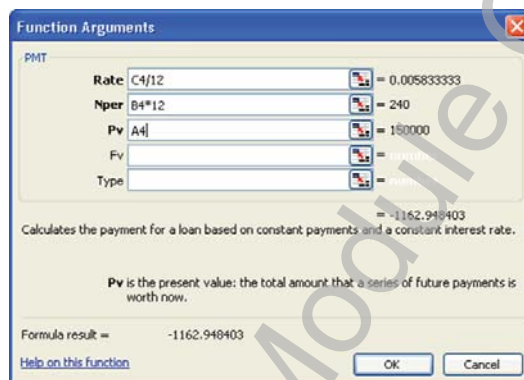 Function Arguments
PMT
Rate C4/12 = 0.005833333
Nper B4*12 = 240
Pv A4 = 150000
Fv = number
Type = number
= -1162.948403
Calculates the payment for a loan based on constant payments and a constant interest rate.
Pv is the present value: the total amount that a series of future payments is
worth now.
Formula result = -1162.948403
Help on this function OK Cancel
Module